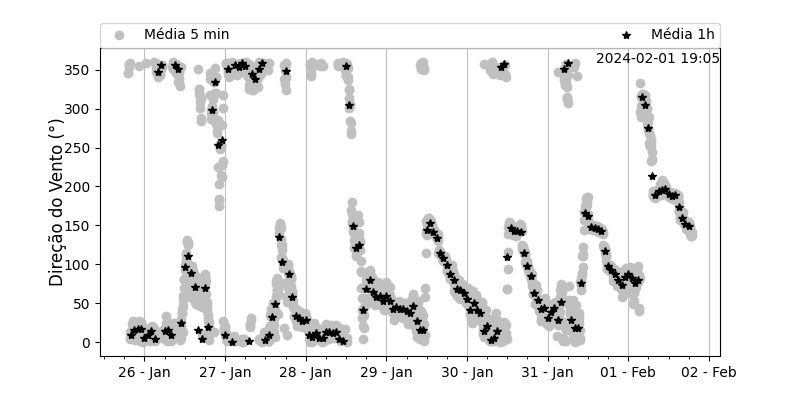 Média 5 min
Média 1h
2024-02-01 19:05
Direção do Vento (°)
350
300
250
200
150
100
50
0
26 - Jan
27 - Jan
28 - Jan
29 - Jan
30 - Jan
31 - Jan
01 - Feb
02 - Feb